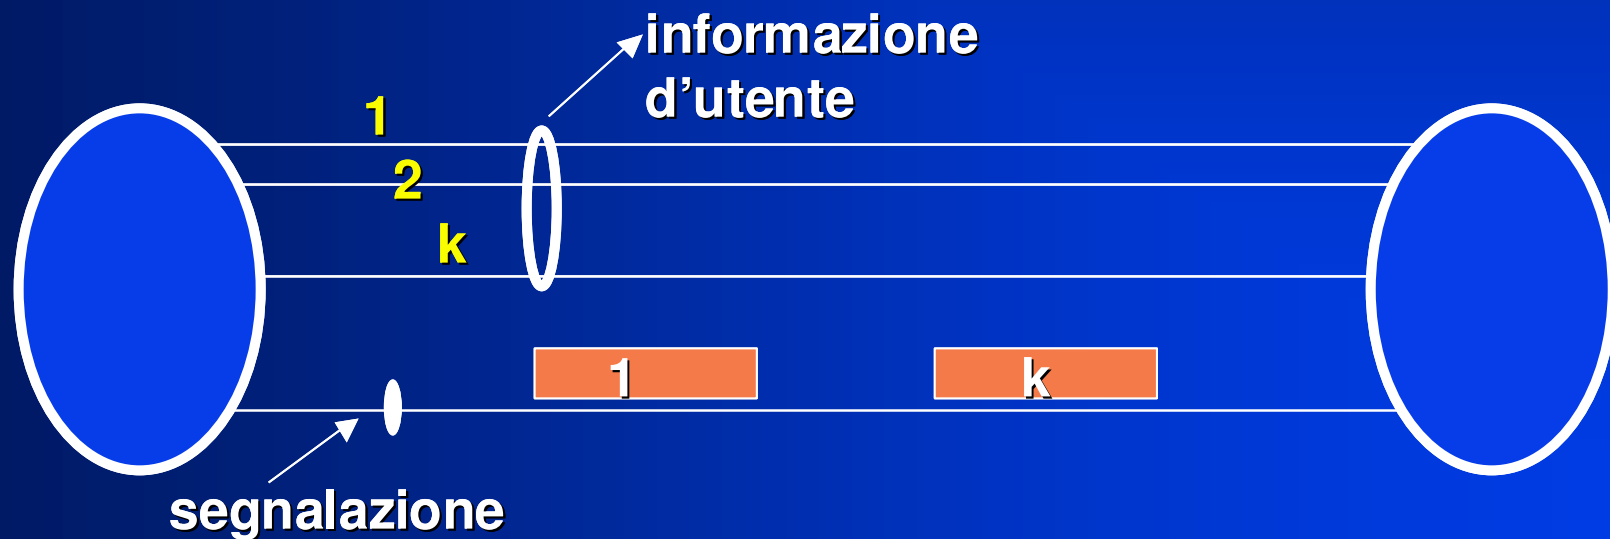 informazione
d'utente
1
2
k
1 k
segnalazione